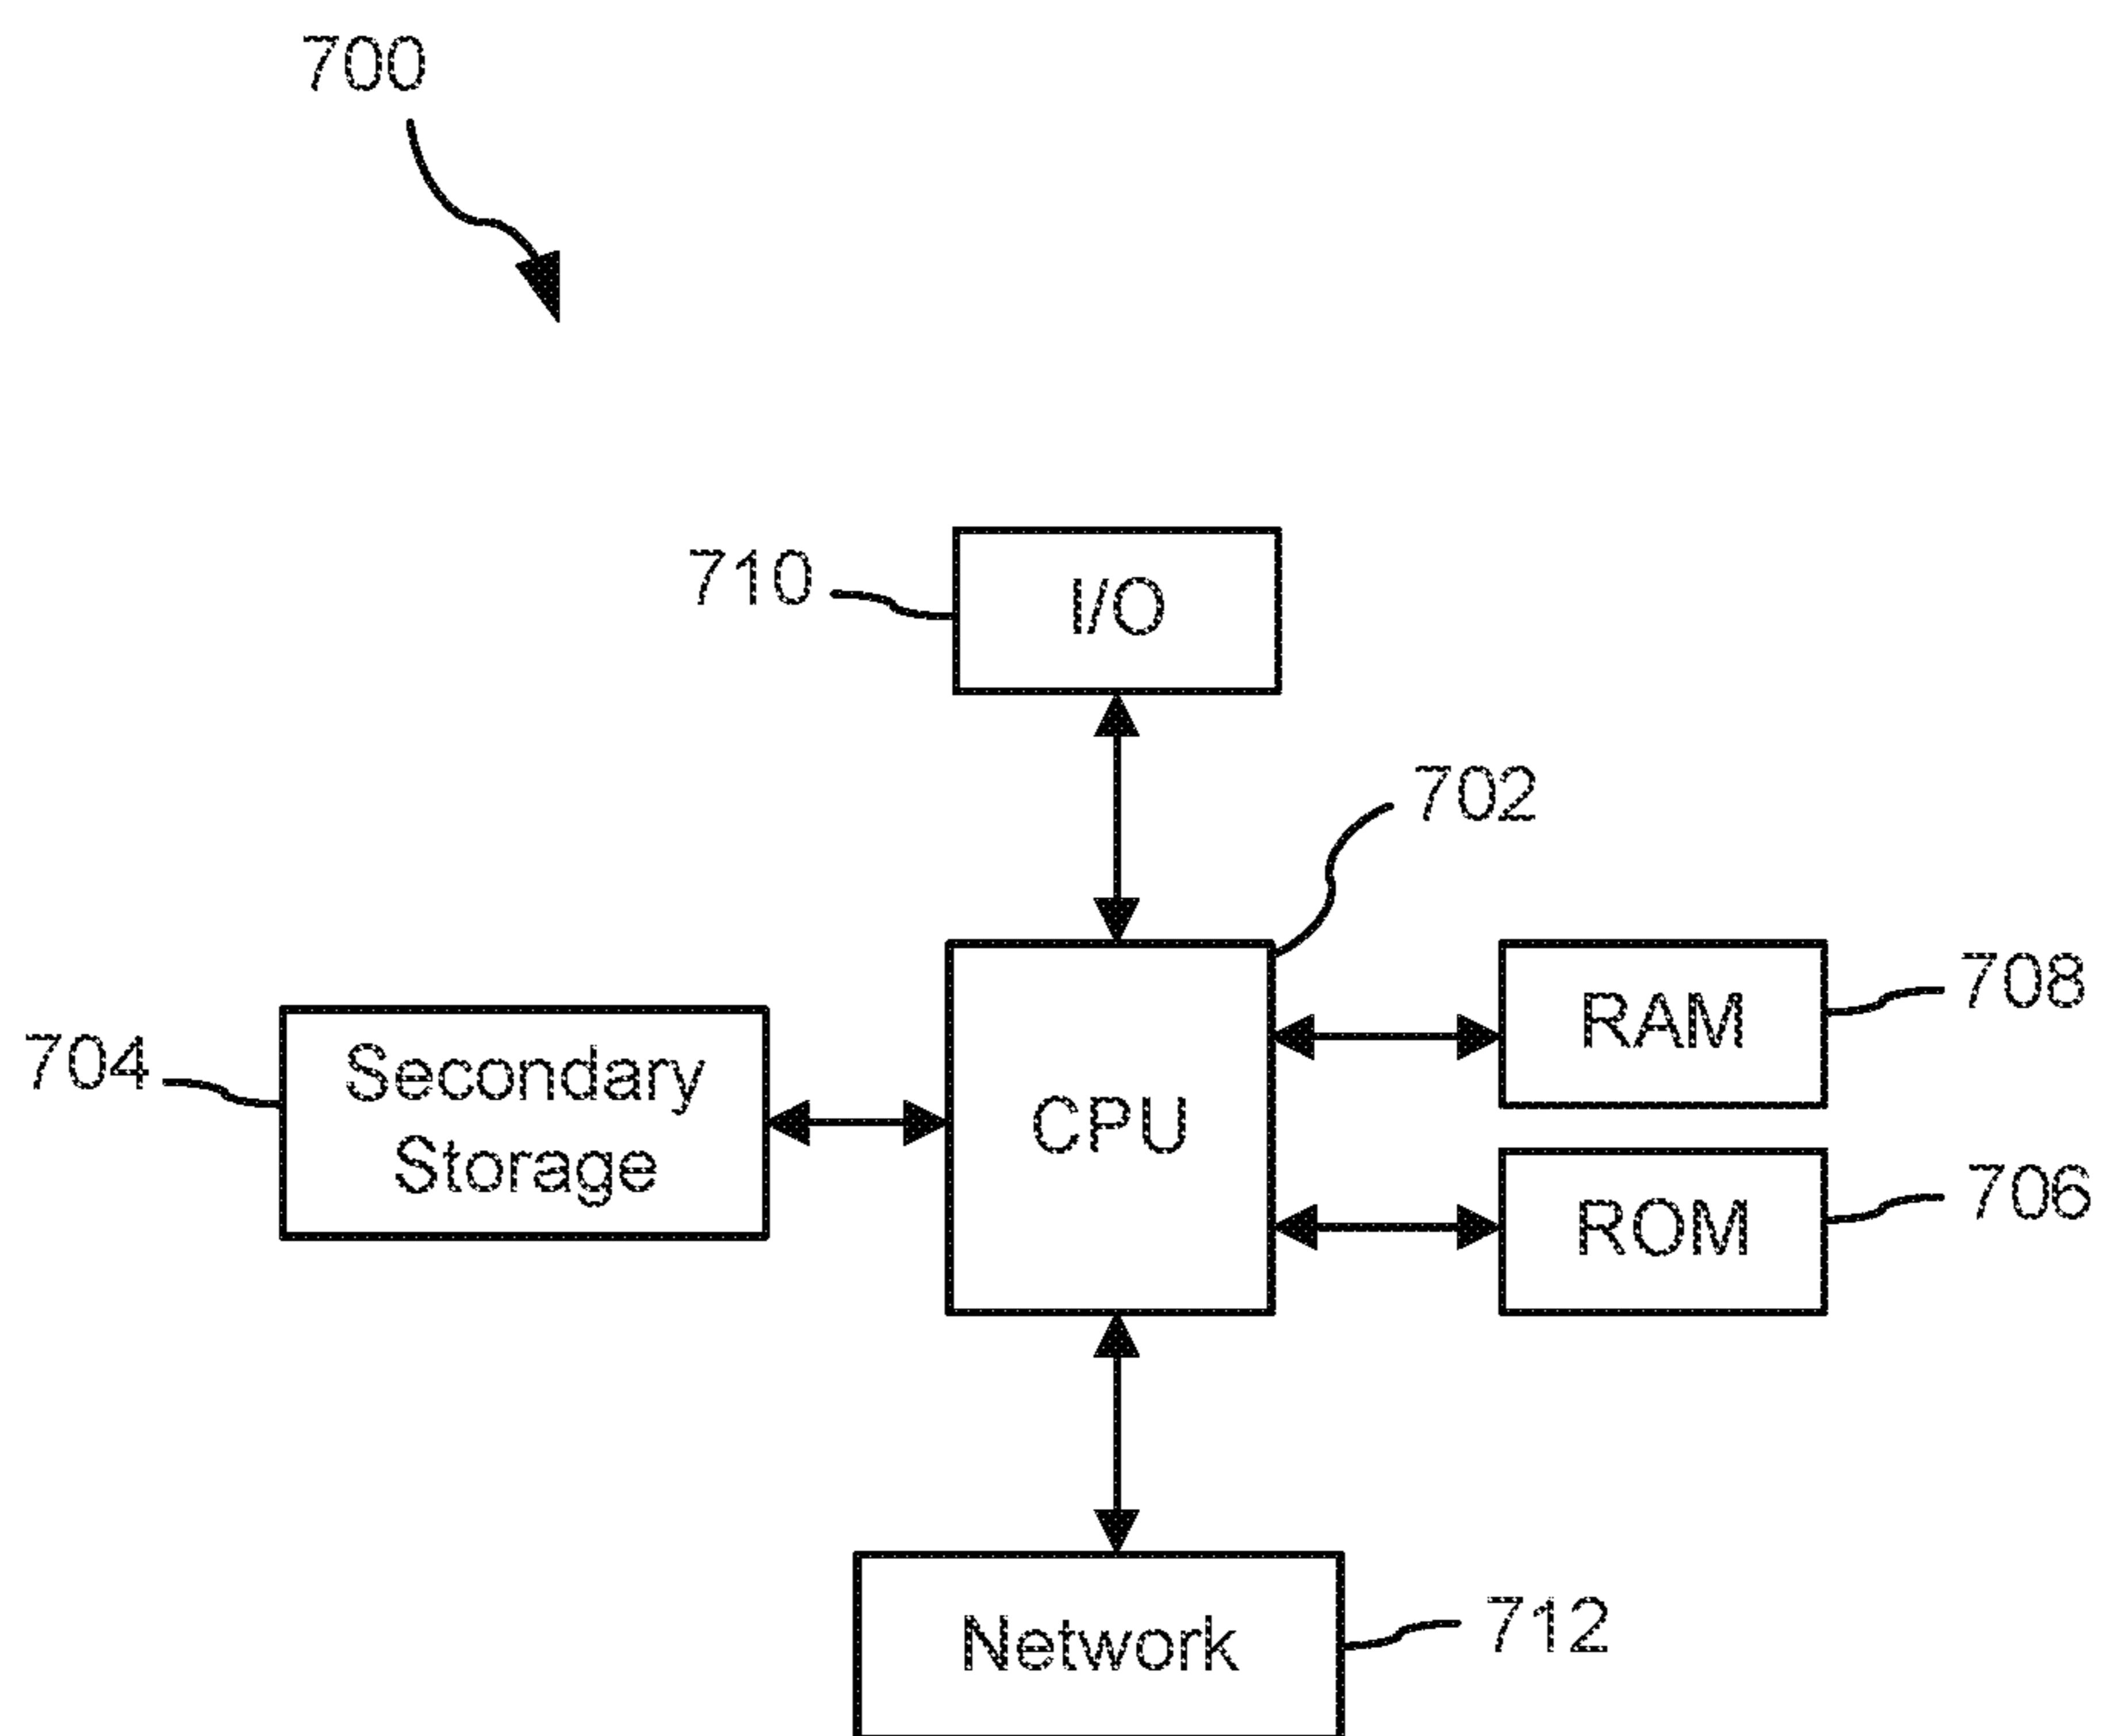 700
710
I/O
702
708
RAM
704
Secondary
Storage
CPU
706
ROM
712
Network